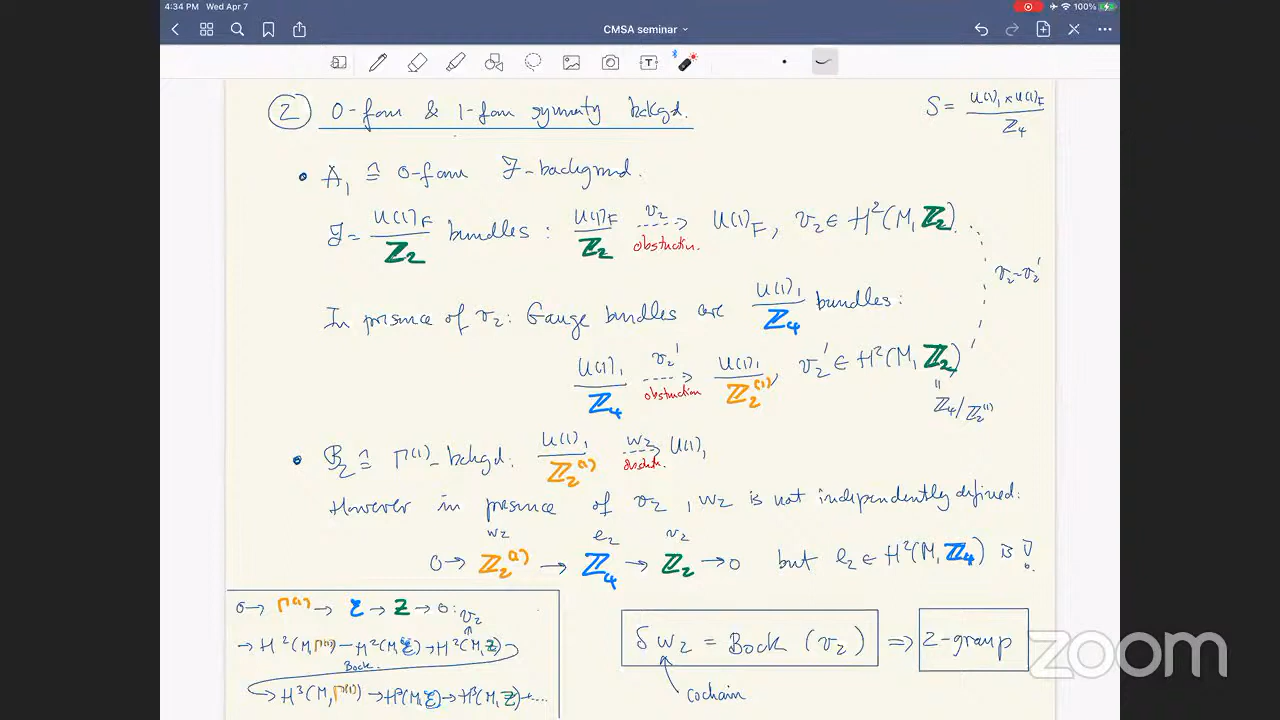 4:34 PM Wed Apr 7
100%
CMSA seminar
② 0-form & 1-form symmetry bckgd.
S = U(1)₁ × U(1)_F / ℤ₄
• A₁ ≙ 0-form ℱ-background.
ℱ = U(1)_F / ℤ₂ bundles : U(1)_F / ℤ₂ --v₂--> U(1)_F, v₂ ∈ H²(M, ℤ₂).
obstruction.
v₂ ~ v₂'
In presence of v₂: Gauge bundles are U(1)₁ / ℤ₄ bundles:
U(1)₁ / ℤ₄ --v₂'--> U(1)₁ / ℤ₂⁽¹⁾, v₂' ∈ H²(M, ℤ₂)
obstruction
" ℤ₄/ℤ₂⁽¹⁾
• B₂ ≙ Γ⁽¹⁾-bckgd: U(1)₁ / ℤ₂⁽¹⁾ --w₂--> U(1)₁
However in presence of v₂, w₂ is not independently defined:
w₂ e₂ v₂
0 → ℤ₂⁽¹⁾ → ℤ₄ → ℤ₂ → 0 but e₂ ∈ H²(M, ℤ₄) is
0 → Γ⁽¹⁾ → ℰ → Z → 0 : v₂
→ H²(M, Γ⁽¹⁾) → H²(M, ℰ) → H²(M, Z)
Bock.
→ H³(M, Γ⁽¹⁾) → H³(M, ℰ) → H³(M, Z) → ....
δw₂ = Bock (v₂) ⇒ 2-group
cochain
zoom